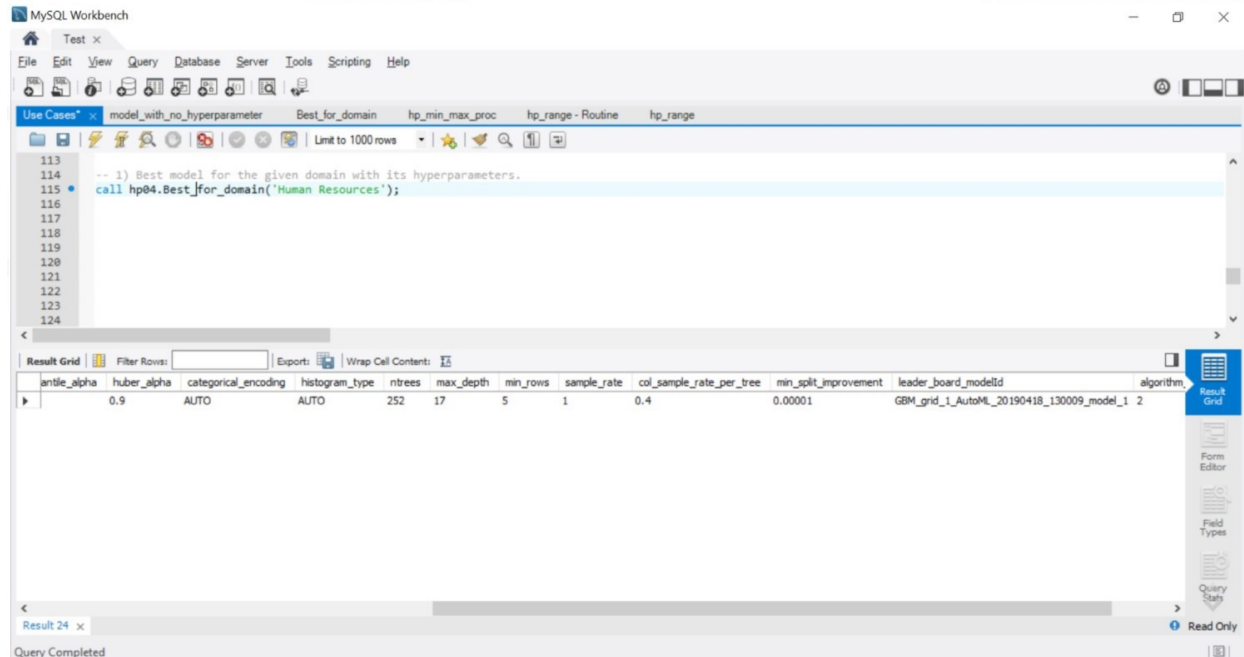 MySQL Workbench
Test ×
File Edit View Query Database Server Tools Scripting Help
Use Cases* × model_with_no_hyperparameter Best_for_domain hp_min_max_proc hp_range - Routine hp_range
Limit to 1000 rows
113
114 -- 1) Best model for the given domain with its hyperparameters.
115 call hp04.Best_for_domain('Human Resources');
116
117
118
119
120
121
122
123
124
Result Grid Filter Rows: Export: Wrap Cell Content:
antile_alpha huber_alpha categorical_encoding histogram_type ntrees max_depth min_rows sample_rate col_sample_rate_per_tree min_split_improvement leader_board_modelId algorithm_
0.9 AUTO AUTO 252 17 5 1 0.4 0.00001 GBM_grid_1_AutoML_20190418_130009_model_1 2
Result
Grid
Form
Editor
Field
Types
Query
Stats
Result 24 ×
Read Only
Query Completed